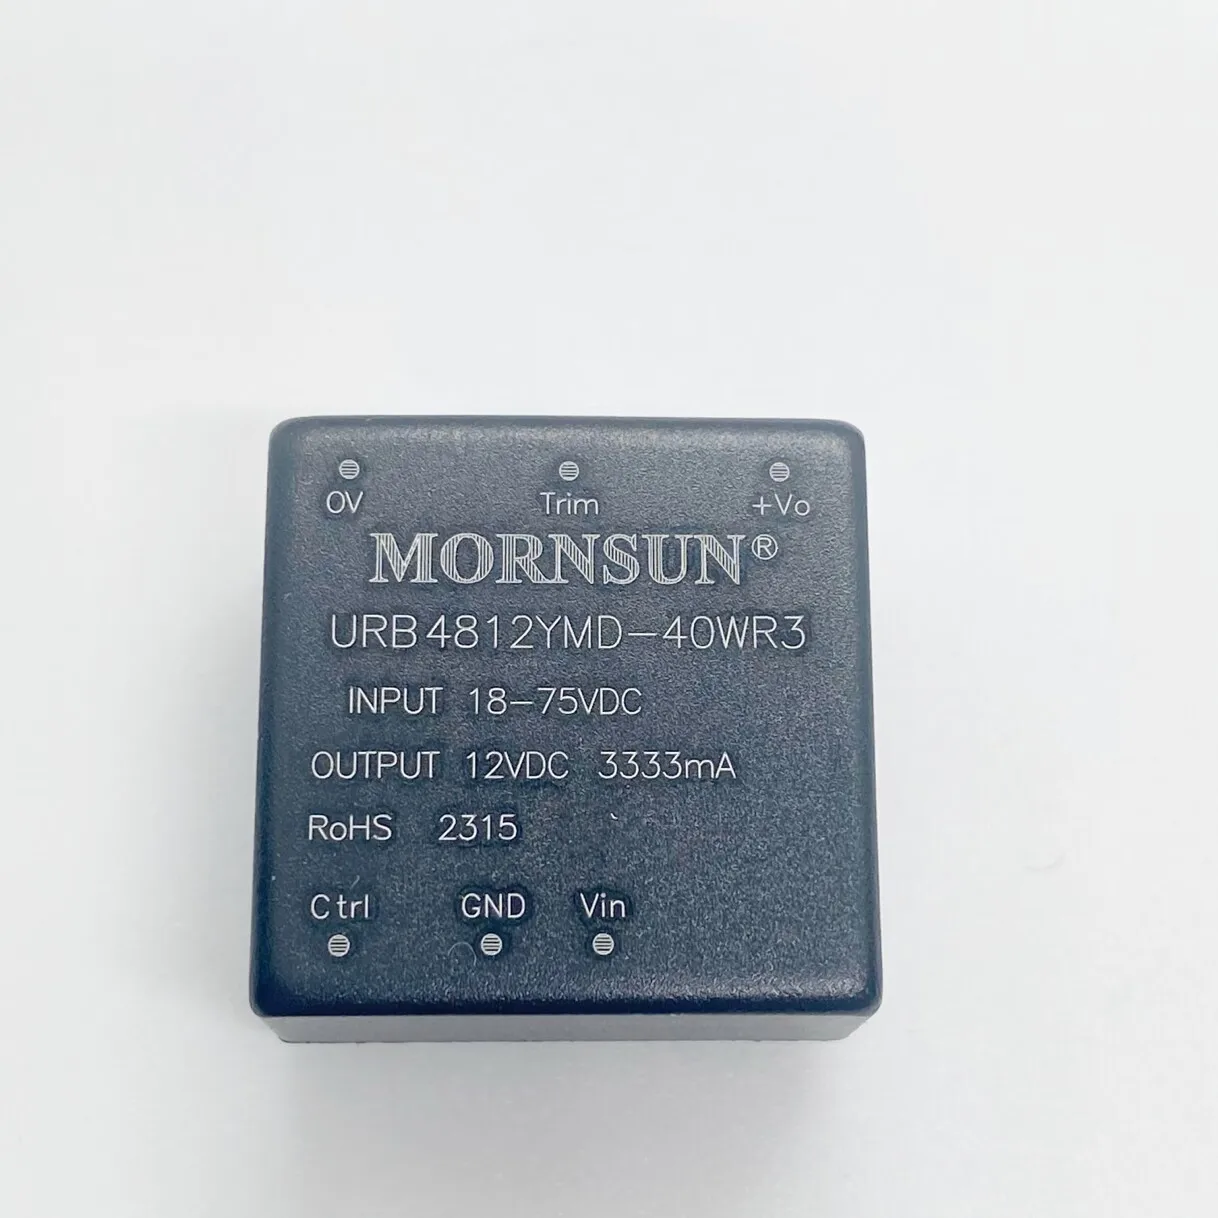 0V Trim +Vo
MORNSUN®
URB4812YMD-40WR3
INPUT 18-75VDC
OUTPUT 12VDC 3333mA
RoHS 2315
Ctrl GND Vin